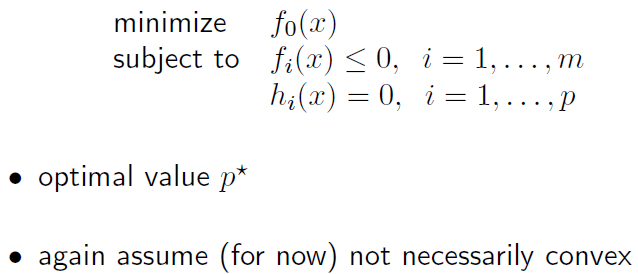 minimize f₀(x)
subject to fᵢ(x) ≤ 0, i = 1, . . . , m
hᵢ(x) = 0, i = 1, . . . , p
• optimal value p⋆
• again assume (for now) not necessarily convex